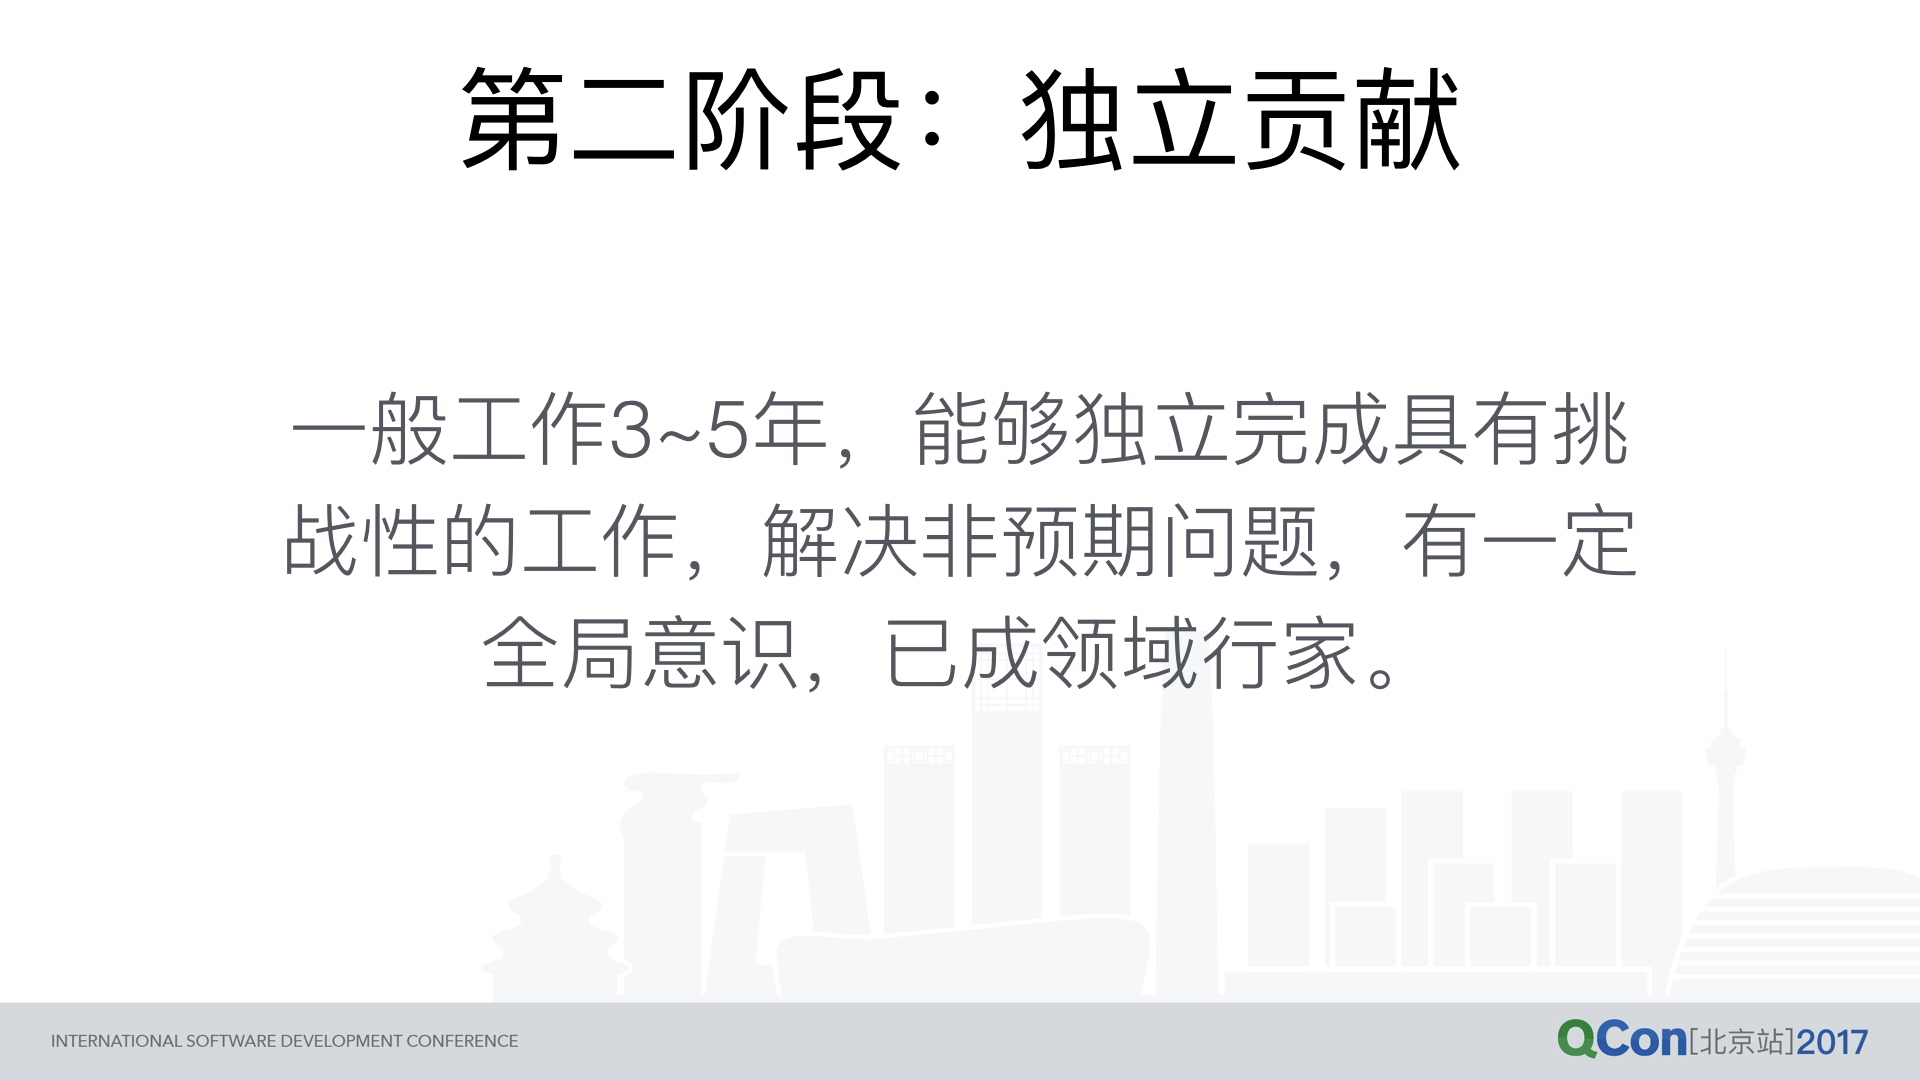 第二阶段：独立贡献
一般工作3~5年，能够独立完成具有挑
战性的工作，解决非预期问题，有一定
全局意识，已成领域行家。
INTERNATIONAL SOFTWARE DEVELOPMENT CONFERENCE
QCon[北京站]2017